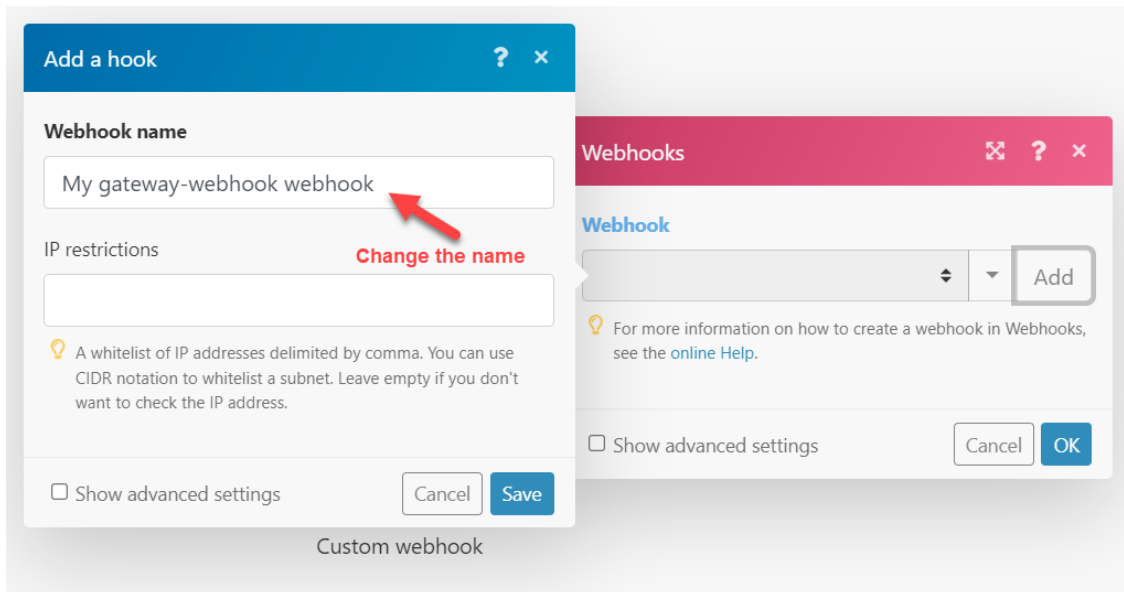 Add a hook
?
×
Webhook name
My gateway-webhook webhook
Change the name
IP restrictions
A whitelist of IP addresses delimited by comma. You can use
CIDR notation to whitelist a subnet. Leave empty if you don't
want to check the IP address.
Show advanced settings
Cancel
Save
Webhooks
?
×
Webhook
Add
For more information on how to create a webhook in Webhooks,
see the online Help.
Show advanced settings
Cancel
OK
Custom webhook